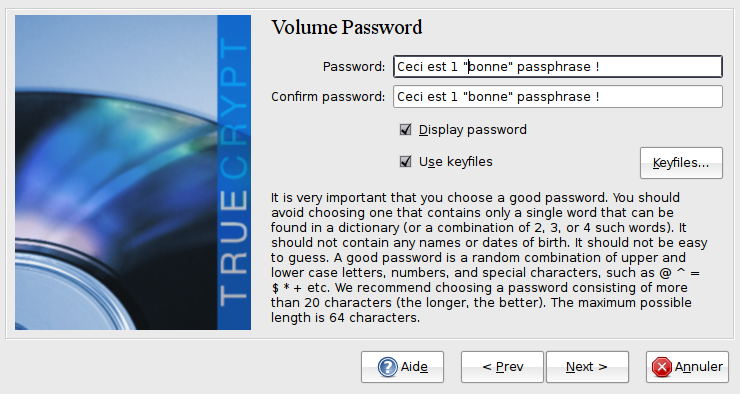 Volume Password
Password: Ceci est 1 "bonne" passphrase !
Confirm password: Ceci est 1 "bonne" passphrase !
Display password
Use keyfiles
Keyfiles...
It is very important that you choose a good password. You should
avoid choosing one that contains only a single word that can be
found in a dictionary (or a combination of 2, 3, or 4 such words). It
should not contain any names or dates of birth. It should not be easy
to guess. A good password is a random combination of upper and
lower case letters, numbers, and special characters, such as @ ^ =
$ * + etc. We recommend choosing a password consisting of more
than 20 characters (the longer, the better). The maximum possible
length is 64 characters.
TRUECRYPT
Aide
< Prev
Next >
Annuler